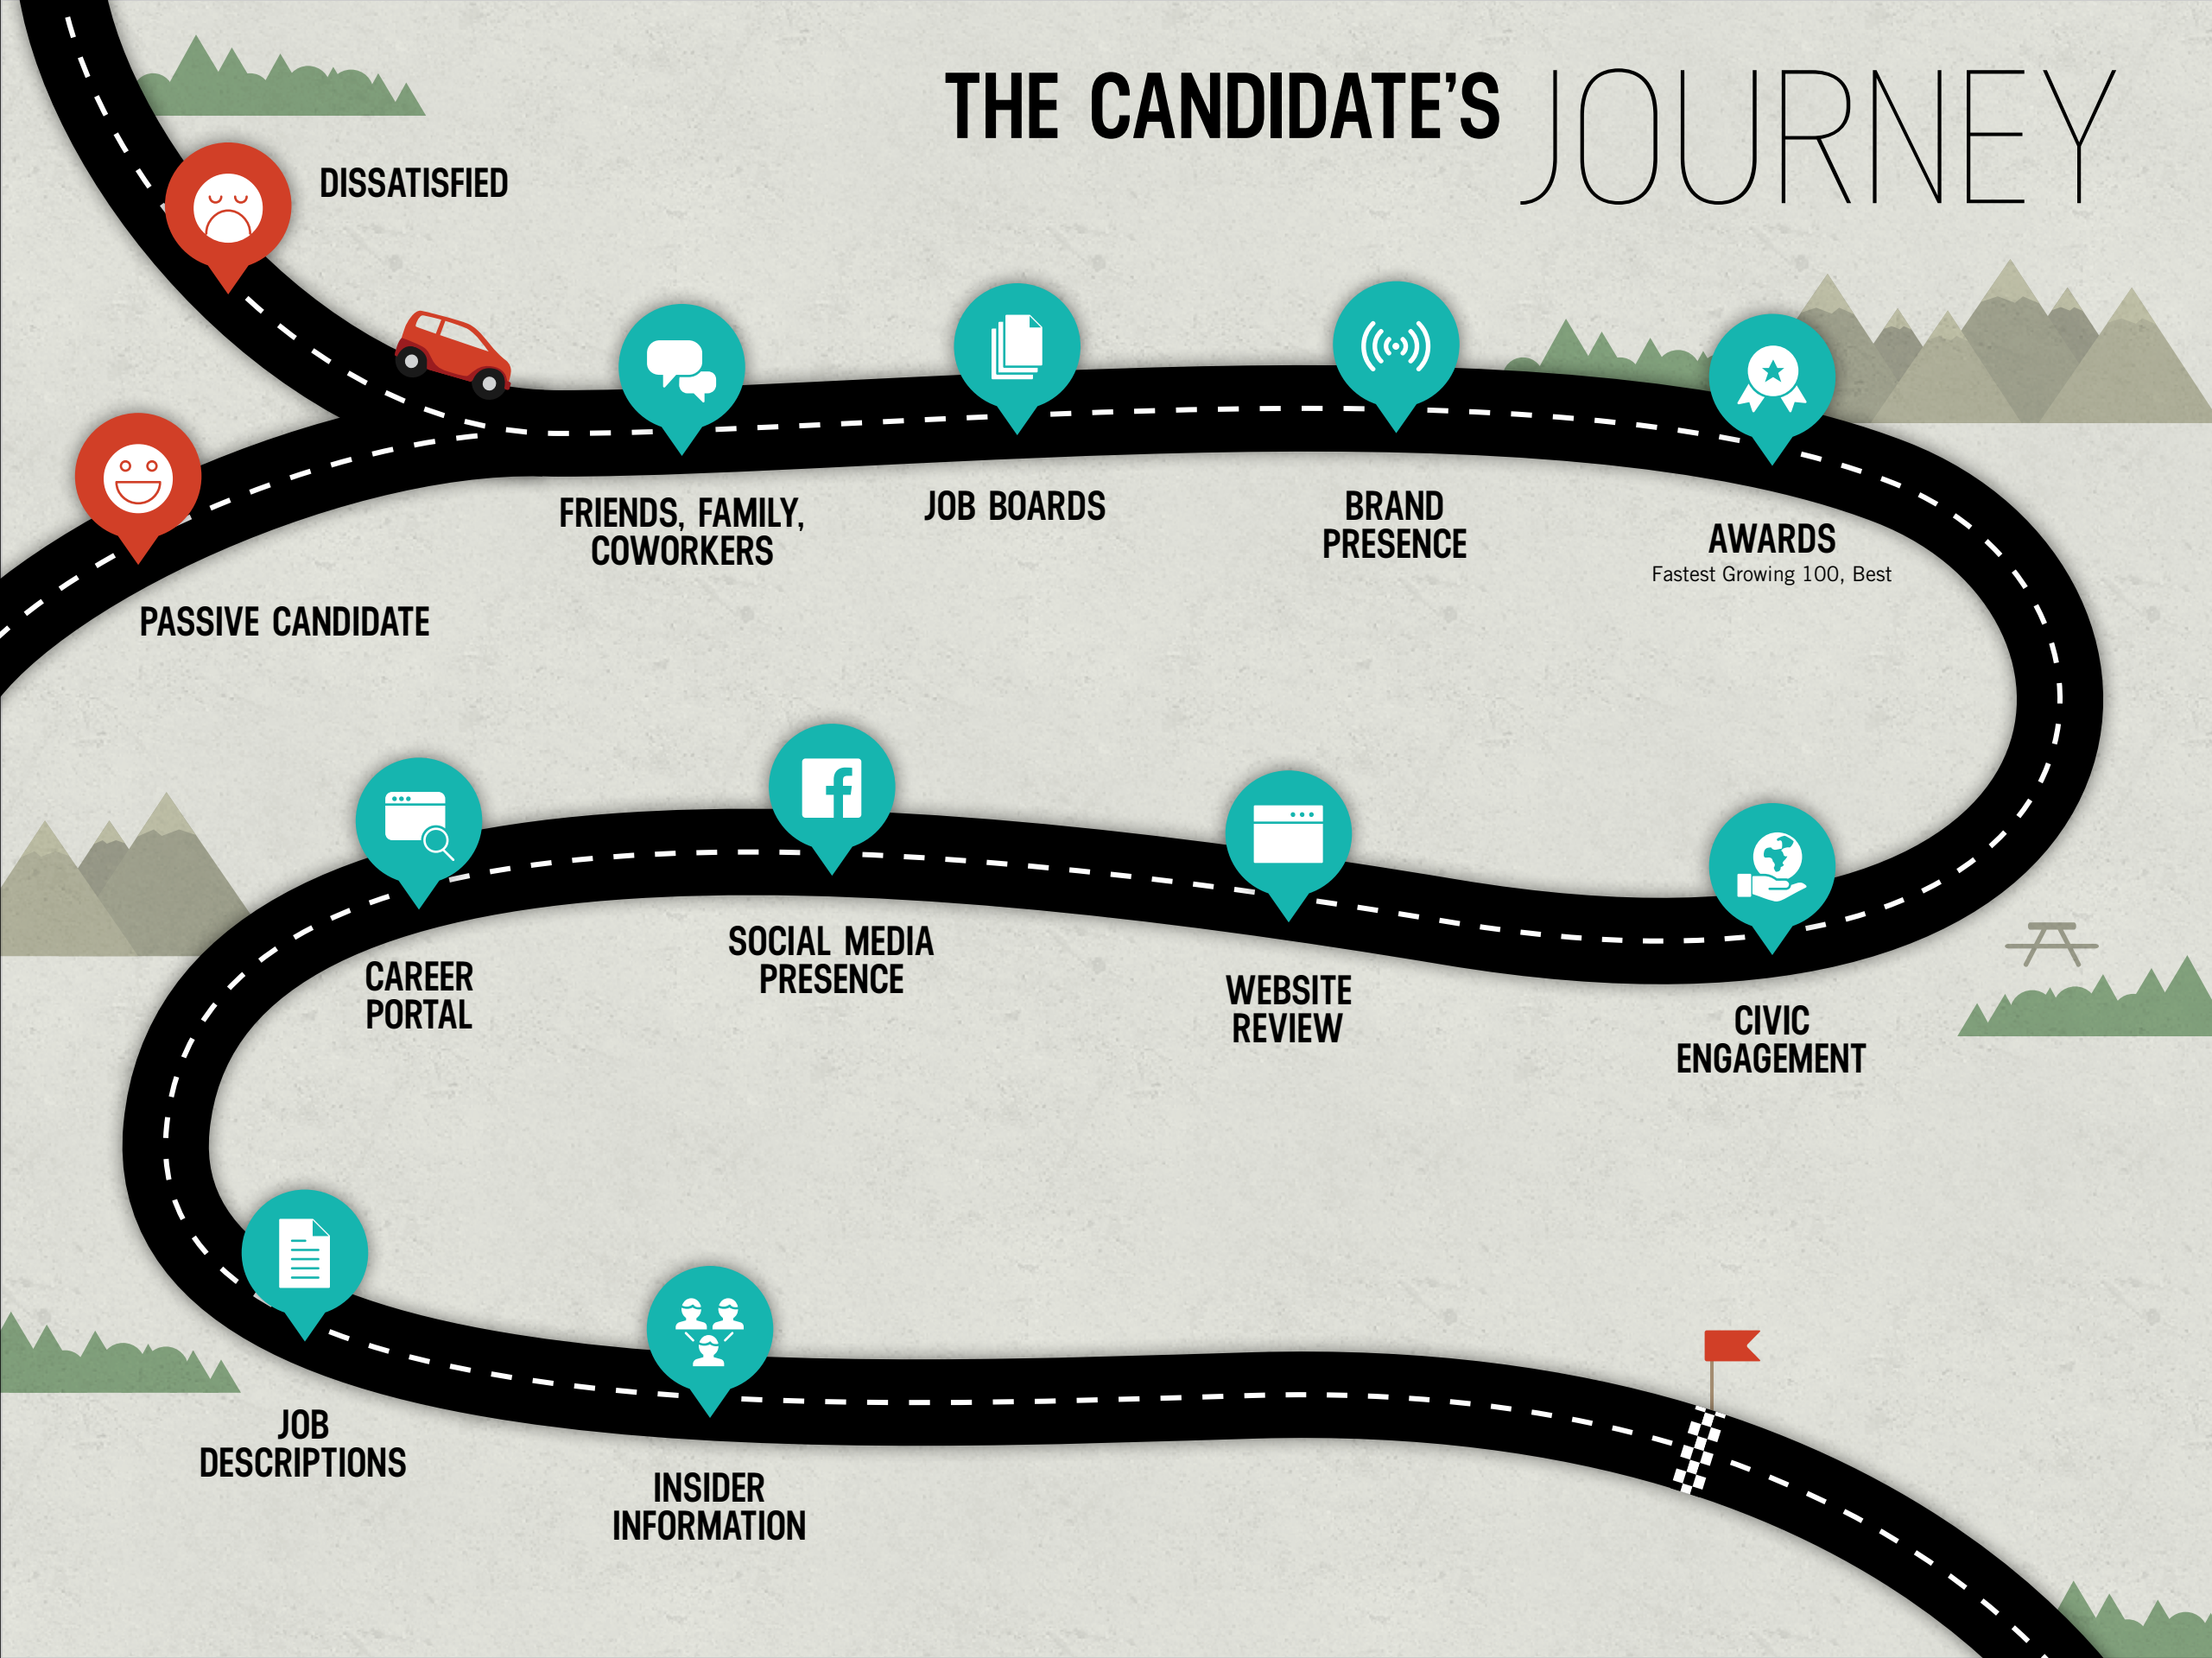 THE CANDIDATE'S JOURNEY
DISSATISFIED
PASSIVE CANDIDATE
FRIENDS, FAMILY,
COWORKERS
JOB BOARDS
BRAND
PRESENCE
AWARDS
Fastest Growing 100, Best
CIVIC
ENGAGEMENT
WEBSITE
REVIEW
SOCIAL MEDIA
PRESENCE
CAREER
PORTAL
JOB
DESCRIPTIONS
INSIDER
INFORMATION